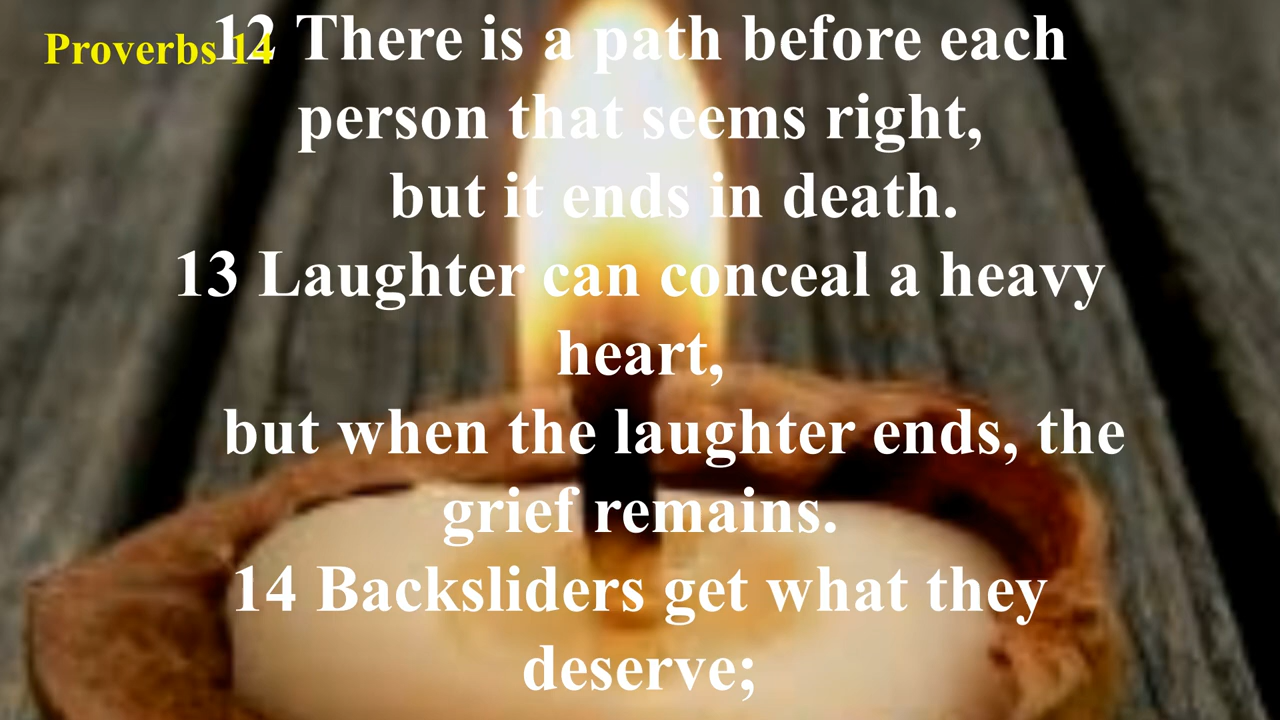 Proverbs 14
12 There is a path before each
person that seems right,
but it ends in death.
13 Laughter can conceal a heavy
heart,
but when the laughter ends, the
grief remains.
14 Backsliders get what they
deserve;